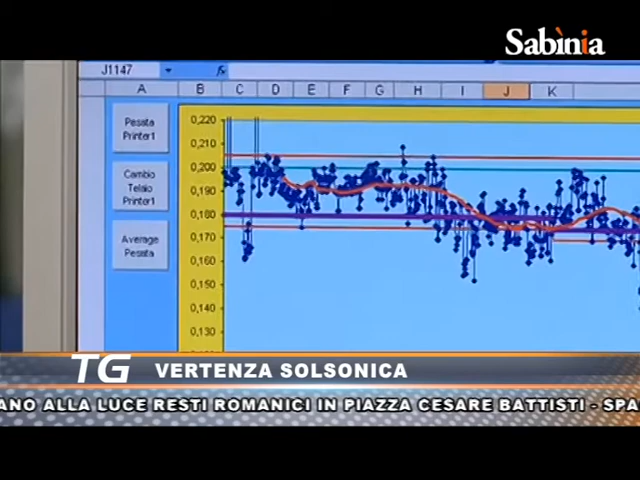 Sabìnia
J1147
fx
A B C D E F G H I J K
Pesata
Printer1
Cambio
Telaio
Printer1
Average
Pesata
0,220
0,210
0,200
0,190
0,180
0,170
0,160
0,150
0,140
0,130
TG VERTENZA SOLSONICA
ANO ALLA LUCE RESTI ROMANICI IN PIAZZA CESARE BATTISTI - SPA